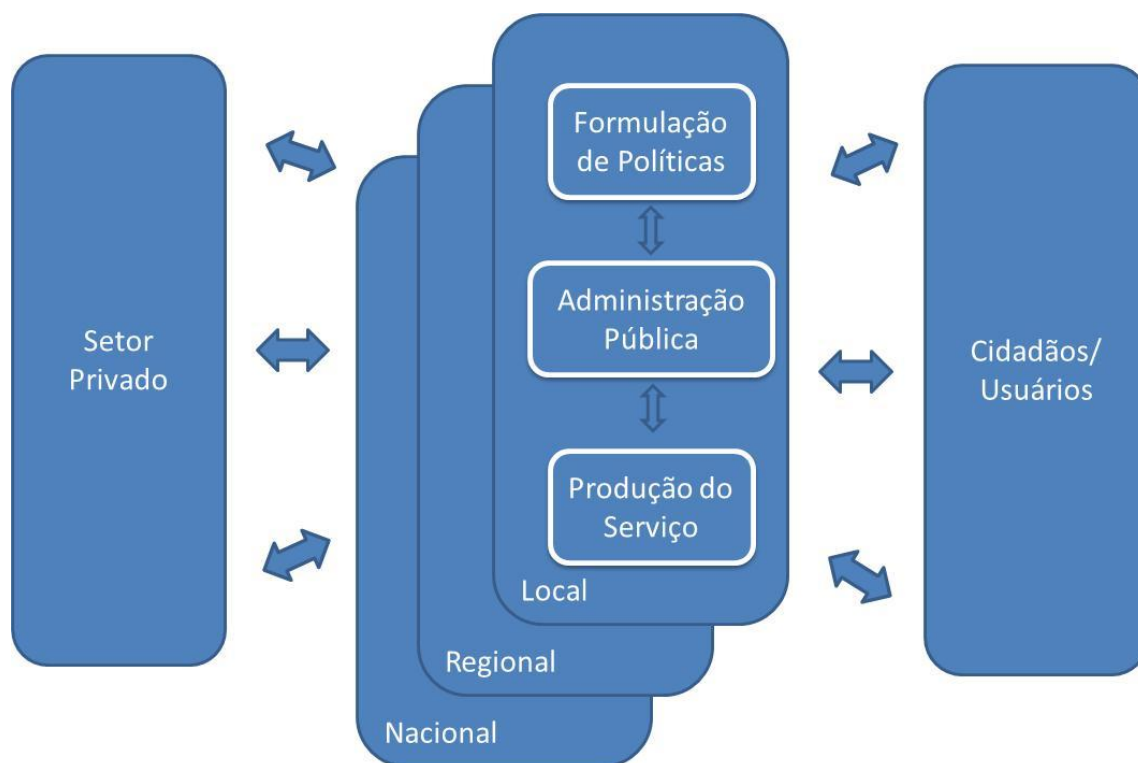 Setor
Privado
Formulação
de Políticas
Administração
Pública
Produção do
Serviço
Local
Regional
Nacional
Cidadãos/
Usuários